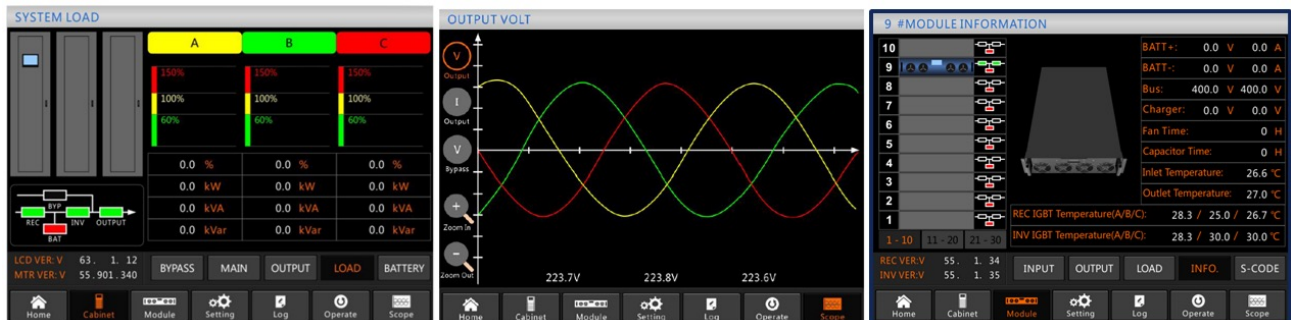 SYSTEM LOAD
A B C
150% 150% 150%
100% 100% 100%
60% 60% 60%
0.0 % 0.0 % 0.0 %
0.0 kW 0.0 kW 0.0 kW
0.0 kVA 0.0 kVA 0.0 kVA
0.0 kVar 0.0 kVar 0.0 kVar
BYP
REC INV OUTPUT
BAT
LCD VER: V 63. 1. 12
MTR VER: V 55.901.340
BYPASS MAIN OUTPUT LOAD BATTERY
Home Cabinet Module Setting Log Operate Scope
OUTPUT VOLT
V
Output
I
Output
V
Bypass
+
Zoom In
-
Zoom Out
223.7V 223.8V 223.6V
Home Cabinet Module Setting Log Operate Scope
9 #MODULE INFORMATION
10
9
8
7
6
5
4
3
2
1
1 - 10 11 - 20 21 - 30
BATT+: 0.0 V 0.0 A
BATT-: 0.0 V 0.0 A
Bus: 400.0 V 400.0 V
Charger: 0.0 V 0.0 V
Fan Time: 0 H
Capacitor Time: 0 H
Inlet Temperature: 26.6 ℃
Outlet Temperature: 27.0 ℃
REC IGBT Temperature(A/B/C): 28.3 / 25.0 / 26.7 ℃
INV IGBT Temperature(A/B/C): 28.3 / 30.0 / 30.0 ℃
REC VER:V 55. 1. 34
INV VER:V 55. 1. 35
INPUT OUTPUT LOAD INFO. S-CODE
Home Cabinet Module Setting Log Operate Scope